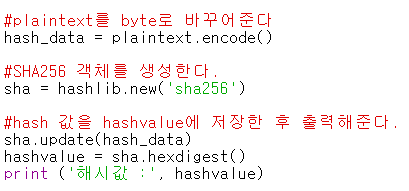 #plaintext를 byte로 바꾸어준다
hash_data = plaintext.encode()
#SHA256 객체를 생성한다.
sha = hashlib.new('sha256')
#hash 값을 hashvalue에 저장한 후 출력해준다.
sha.update(hash_data)
hashvalue = sha.hexdigest()
print ('해시값 :', hashvalue)